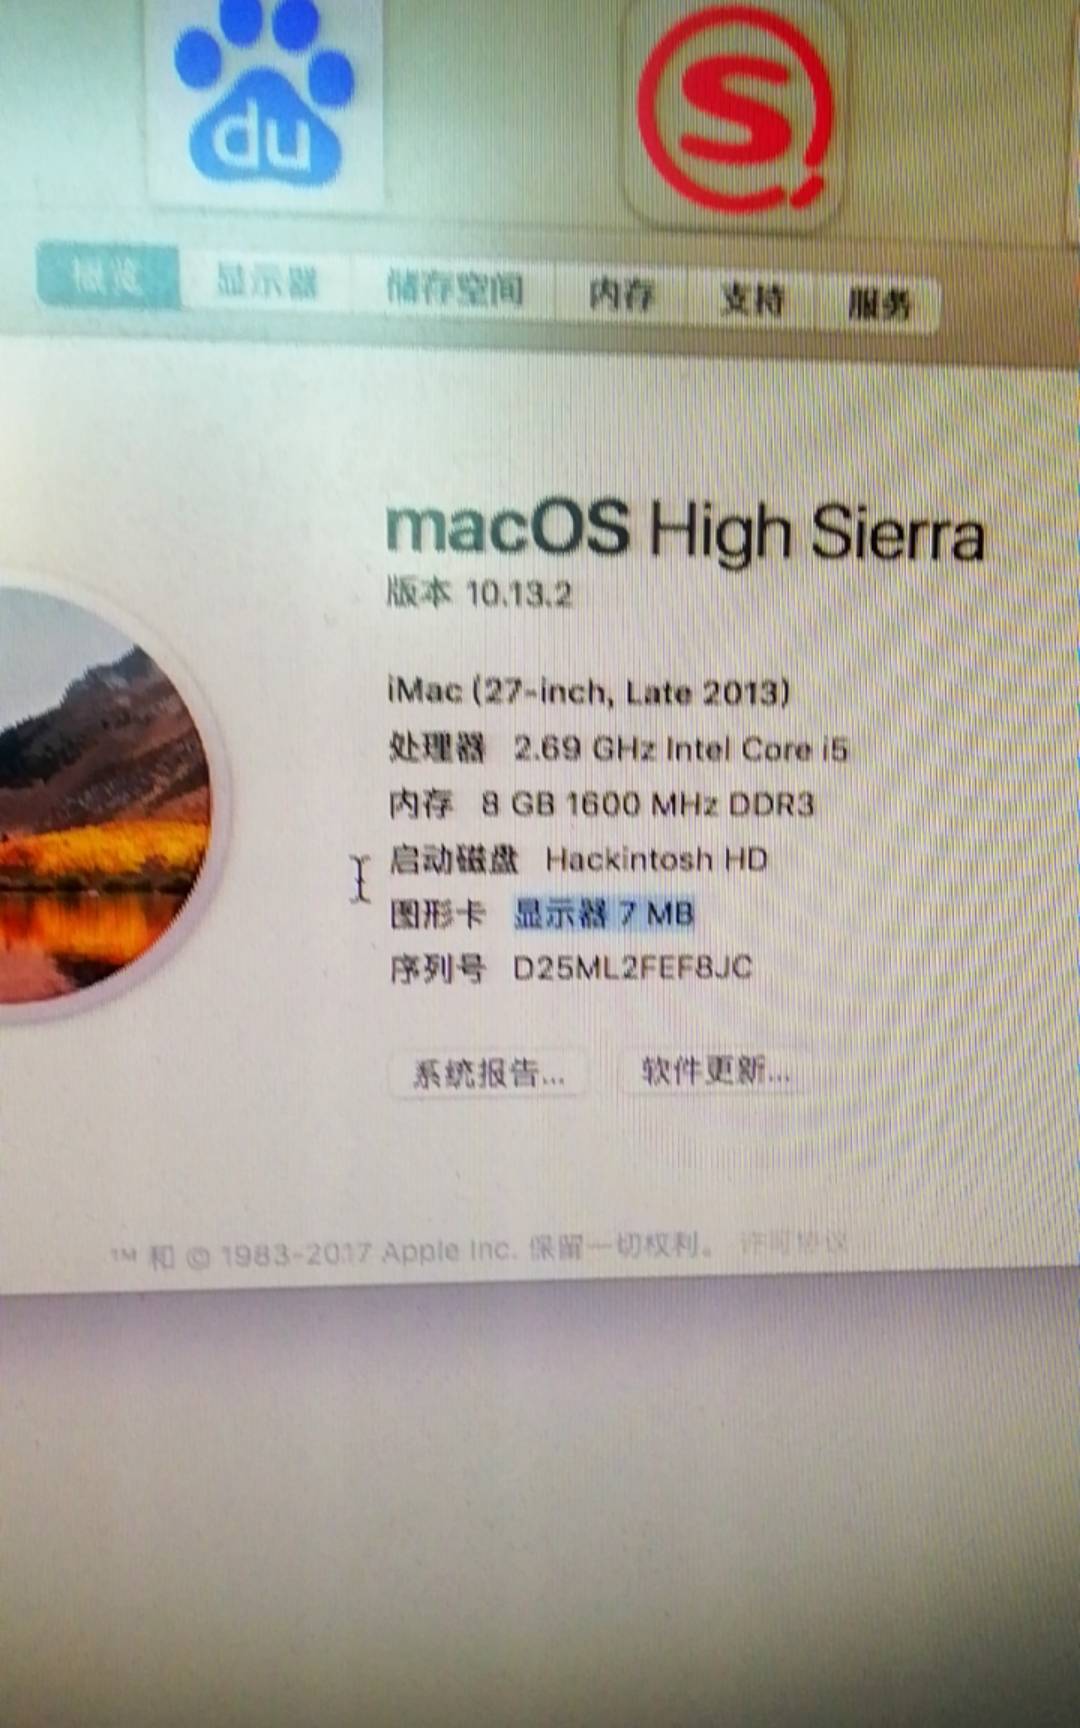 du
S
概览 显示器 储存空间 内存 支持 服务
macOS High Sierra
版本 10.13.2
iMac (27-inch, Late 2013)
处理器 2.69 GHz Intel Core i5
内存 8 GB 1600 MHz DDR3
启动磁盘 Hackintosh HD
图形卡 显示器 7 MB
序列号 D25ML2FEF8JC
系统报告... 软件更新...
™ 和 © 1983-2017 Apple Inc. 保留一切权利。 许可协议